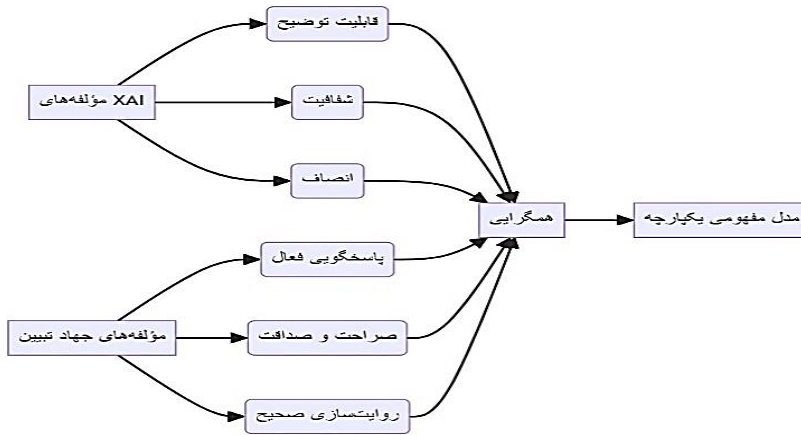 قابلیت توضیح
شفافیت
مؤلفه‌های XAI
انصاف
همگرایی
مدل مفهومی یکپارچه
پاسخگویی فعال
صراحت و صداقت
مؤلفه‌های جهاد تبیین
روایت‌سازی صحیح